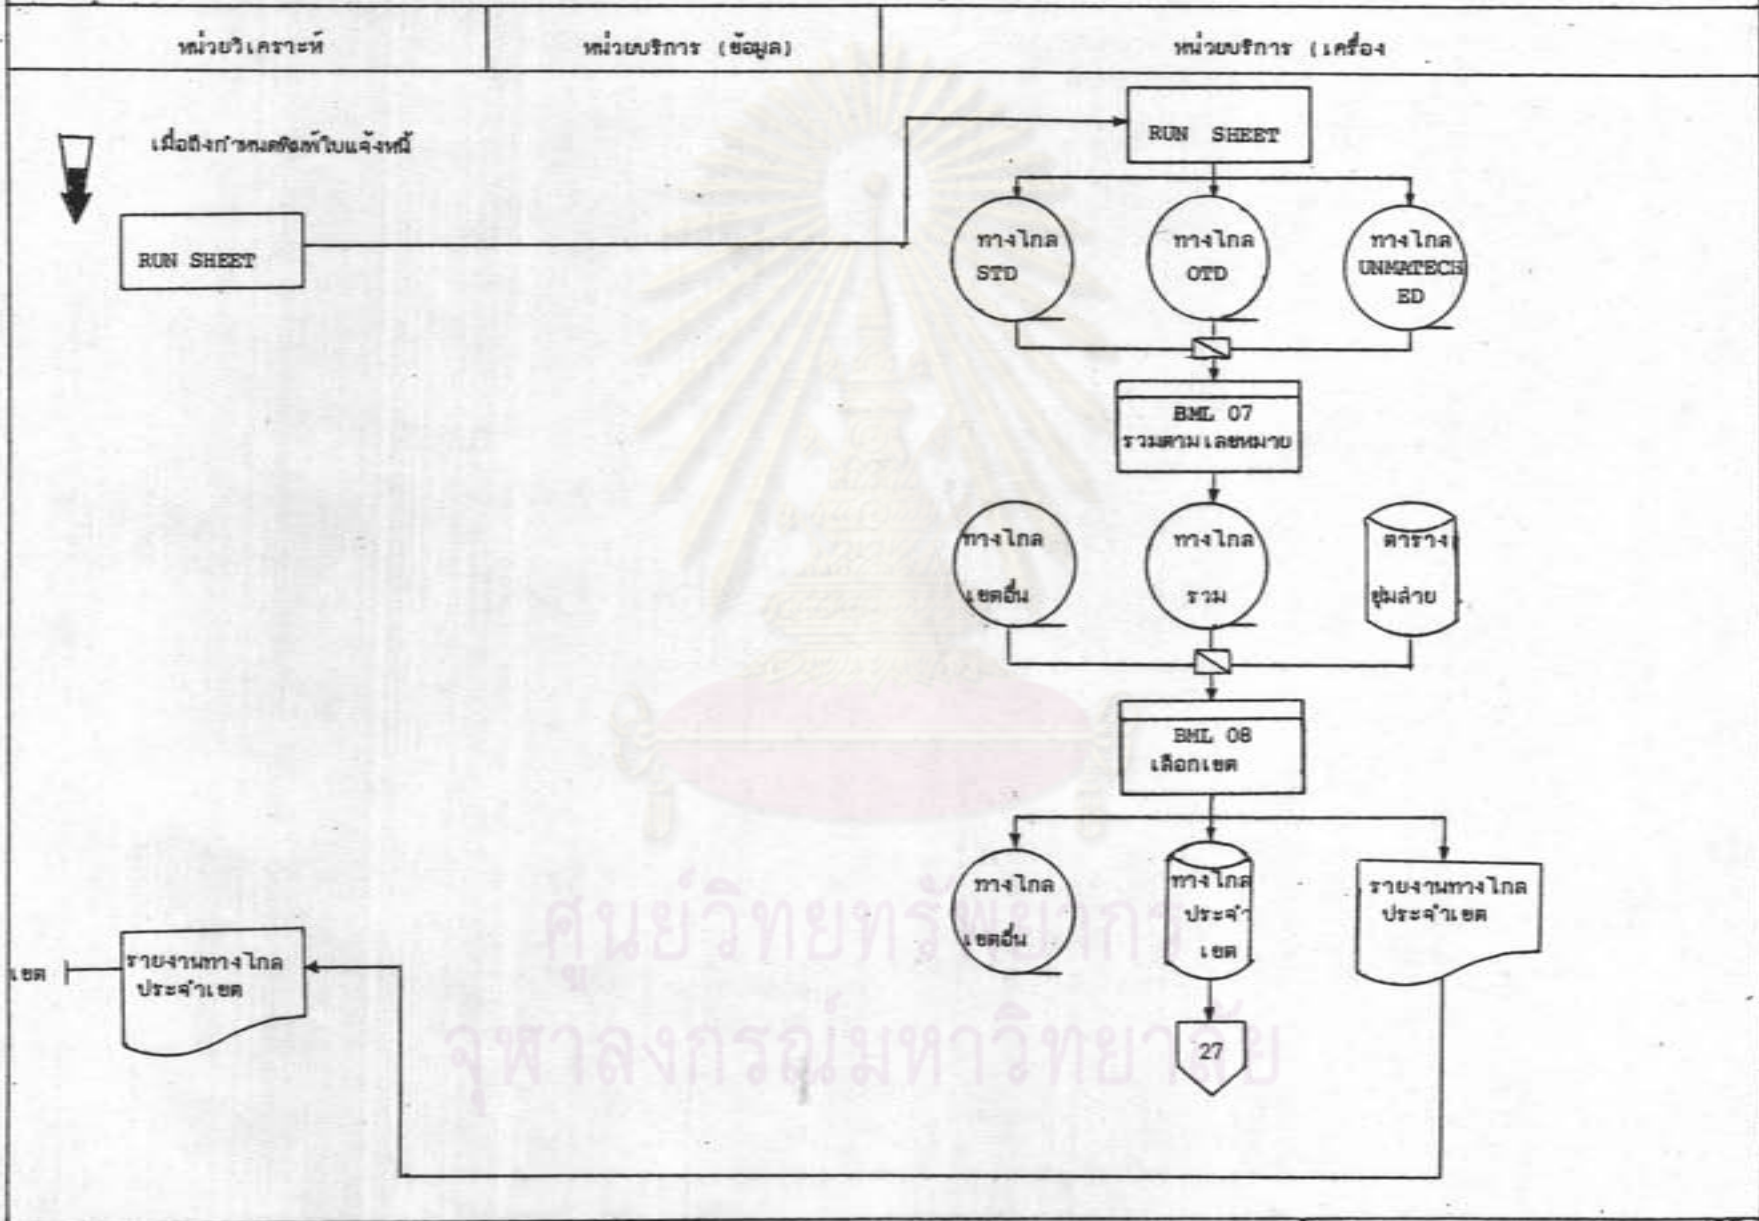 หน่วยวิเคราะห์
หน่วยบริการ (ข้อมูล)
หน่วยบริการ (เครื่อง
เมื่อถึงกำหนดพิมพ์ใบแจ้งหนี้
RUN SHEET
RUN SHEET
ทางไกล
STD
ทางไกล
OTD
ทางไกล
UNMATECH
ED
BML 07
รวมตามเลขหมาย
ทางไกล
เขตอื่น
ทางไกล
รวม
ตาราง
ชุมสาย
BML 08
เลือกเขต
ทางไกล
เขตอื่น
ทางไกล
ประจำ
เขต
รายงานทางไกล
ประจำเขต
เขต
รายงานทางไกล
ประจำเขต
27
ศูนย์วิทยทรัพยากร
จุฬาลงกรณ์มหาวิทยาลัย